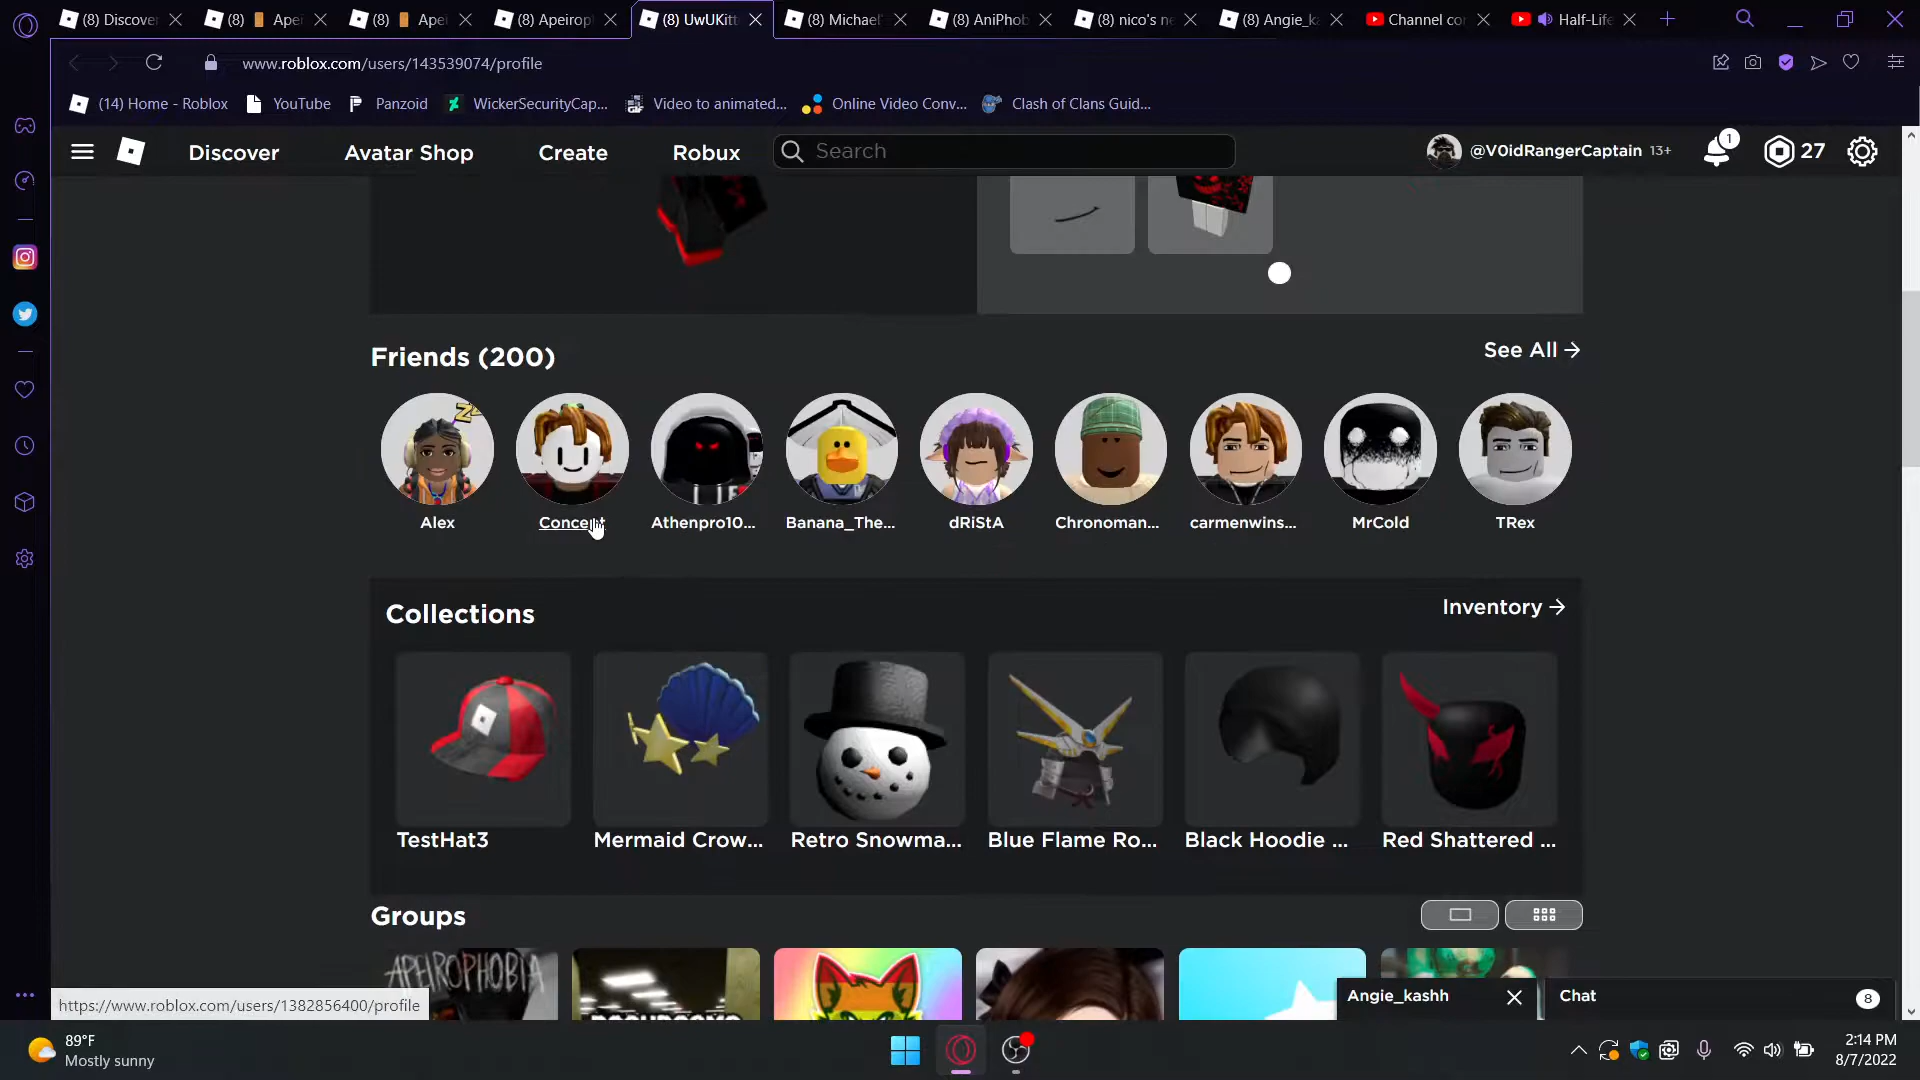 (8) Discover
(8) Apei
(8) Apei
(8) Apeirop
(8) UwUKitt
(8) Michael'
(8) AniPhob
(8) nico's ne
(8) Angie_ka
Channel co
Half-Life
www.roblox.com/users/143539074/profile
(14) Home - Roblox
YouTube
Panzoid
WickerSecurityCap...
Video to animated...
Online Video Conv...
Clash of Clans Guid...
Discover
Avatar Shop
Create
Robux
Search
@V0idRangerCaptain 13+
1
27
Friends (200)
See All
Alex
Concept
Athenpro10...
Banana_The...
dRiStA
Chronoman...
carmenwins...
MrCold
TRex
Collections
Inventory
TestHat3
Mermaid Crow...
Retro Snowma...
Blue Flame Ro...
Black Hoodie ...
Red Shattered ...
Groups
APEIROPHOBIA
Angie_kashh
Chat
8
https://www.roblox.com/users/1382856400/profile
89°F
Mostly sunny
2:14 PM
8/7/2022